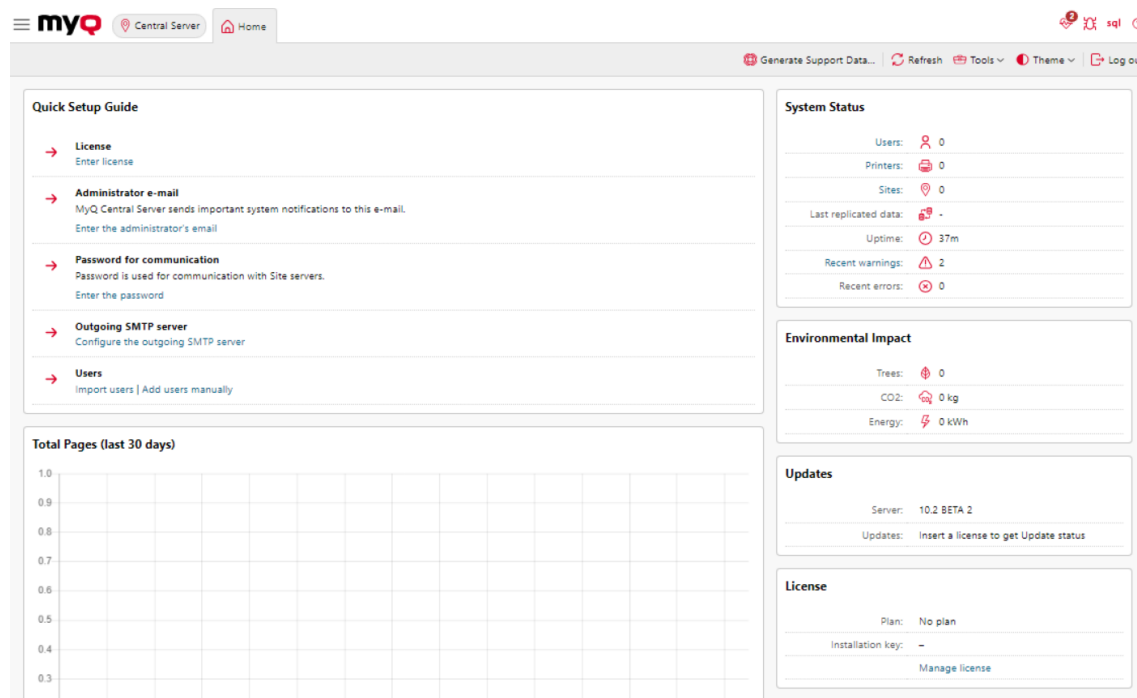 myQ
Central Server
Home
2
sql
Generate Support Data...
Refresh
Tools
Theme
Log ou
Quick Setup Guide
License
Enter license
Administrator e-mail
MyQ Central Server sends important system notifications to this e-mail.
Enter the administrator's email
Password for communication
Password is used for communication with Site servers.
Enter the password
Outgoing SMTP server
Configure the outgoing SMTP server
Users
Import users | Add users manually
Total Pages (last 30 days)
1.0
0.9
0.8
0.7
0.6
0.5
0.4
0.3
System Status
Users: 0
Printers: 0
Sites: 0
Last replicated data: -
Uptime: 37m
Recent warnings: 2
Recent errors: 0
Environmental Impact
Trees: 0
CO2: CO₂ 0 kg
Energy: 0 kWh
Updates
Server: 10.2 BETA 2
Updates: Insert a license to get Update status
License
Plan: No plan
Installation key: –
Manage license